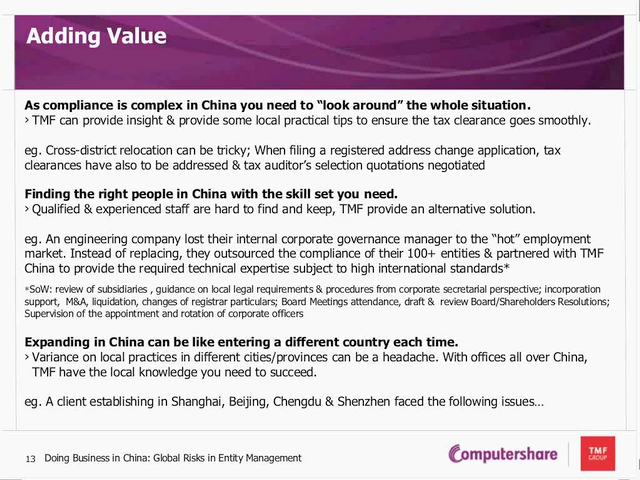 Adding Value
As compliance is complex in China you need to “look around” the whole situation.
› TMF can provide insight & provide some local practical tips to ensure the tax clearance goes smoothly.
eg. Cross-district relocation can be tricky; When filing a registered address change application, tax
clearances have also to be addressed & tax auditor’s selection quotations negotiated
Finding the right people in China with the skill set you need.
› Qualified & experienced staff are hard to find and keep, TMF provide an alternative solution.
eg. An engineering company lost their internal corporate governance manager to the “hot” employment
market. Instead of replacing, they outsourced the compliance of their 100+ entities & partnered with TMF
China to provide the required technical expertise subject to high international standards*
*SoW: review of subsidiaries , guidance on local legal requirements & procedures from corporate secretarial perspective; incorporation
support, M&A, liquidation, changes of registrar particulars; Board Meetings attendance, draft & review Board/Shareholders Resolutions;
Supervision of the appointment and rotation of corporate officers
Expanding in China can be like entering a different country each time.
› Variance on local practices in different cities/provinces can be a headache. With offices all over China,
TMF have the local knowledge you need to succeed.
eg. A client establishing in Shanghai, Beijing, Chengdu & Shenzhen faced the following issues…
13 Doing Business in China: Global Risks in Entity Management
Computershare
TMF
GROUP